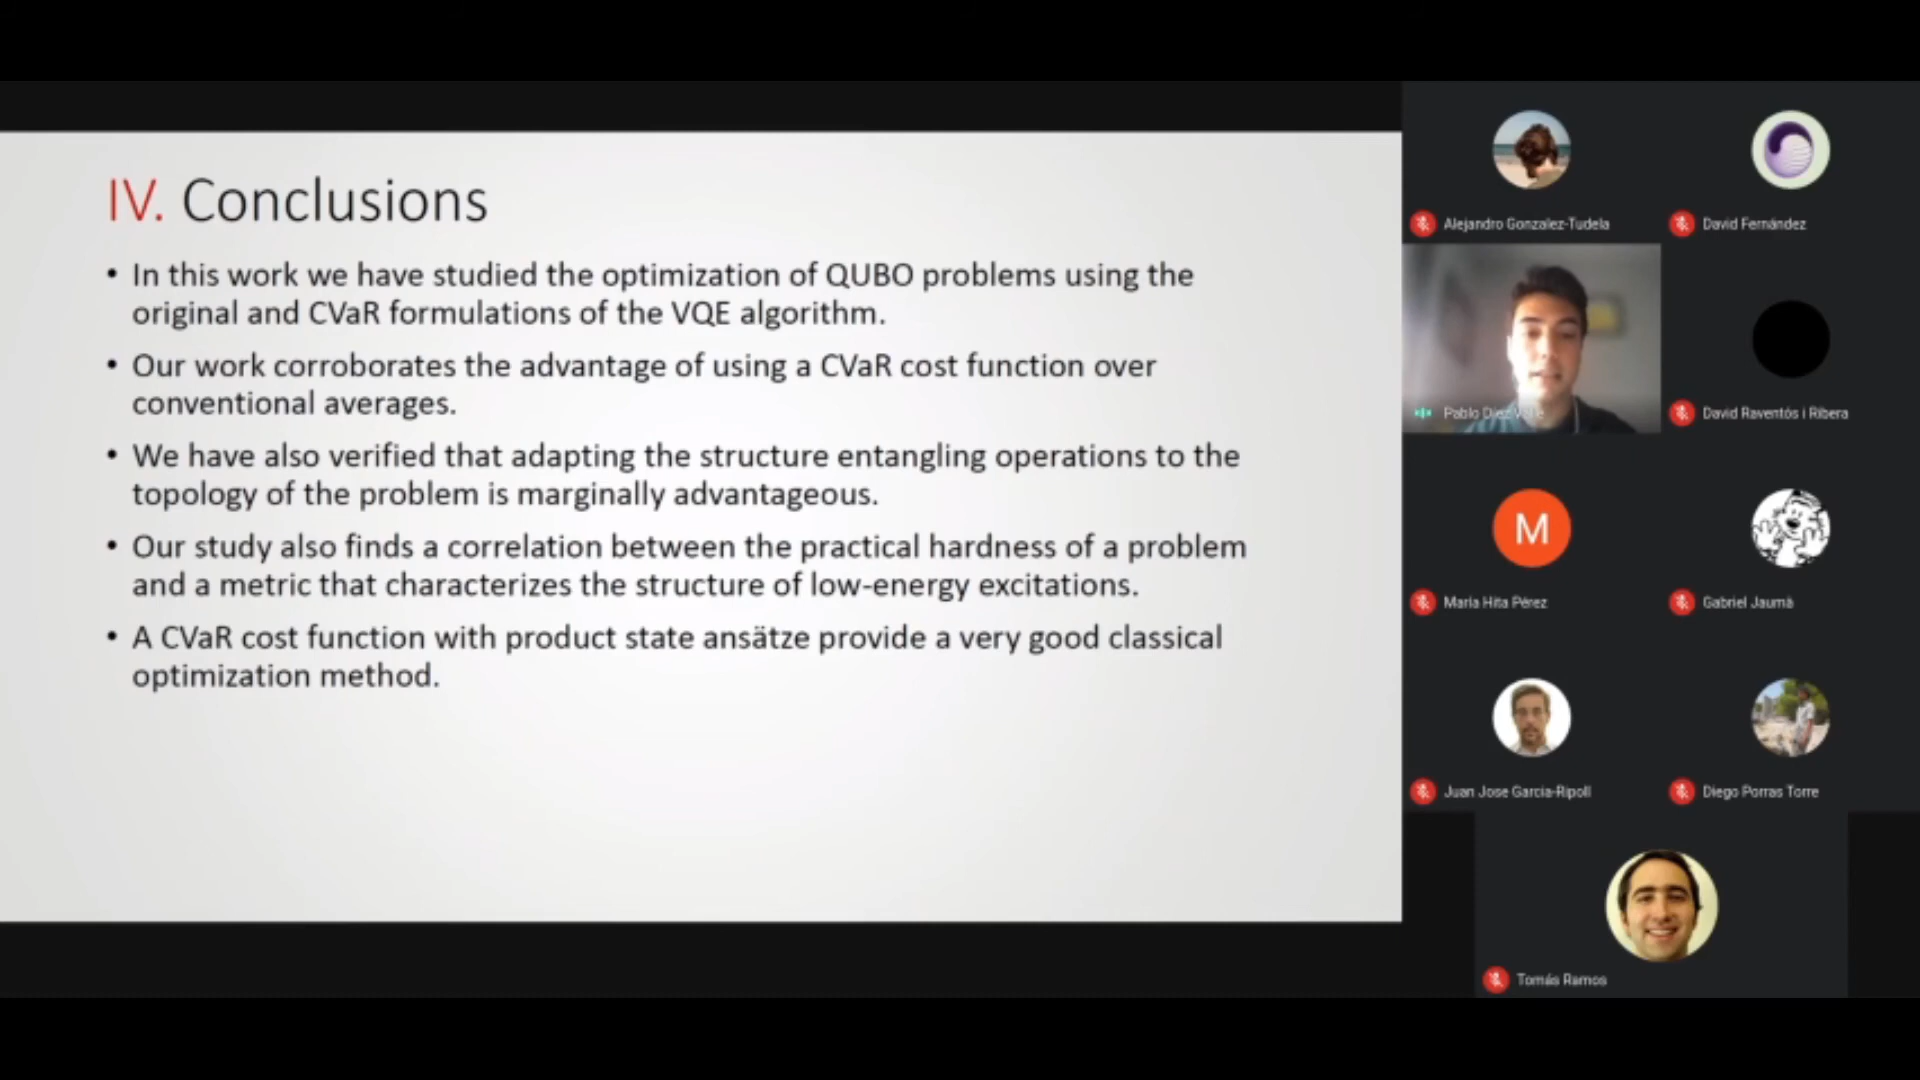 IV. Conclusions
• In this work we have studied the optimization of QUBO problems using the
original and CVaR formulations of the VQE algorithm.
• Our work corroborates the advantage of using a CVaR cost function over
conventional averages.
• We have also verified that adapting the structure entangling operations to the
topology of the problem is marginally advantageous.
• Our study also finds a correlation between the practical hardness of a problem
and a metric that characterizes the structure of low-energy excitations.
• A CVaR cost function with product state ansätze provide a very good classical
optimization method.
Alejandro Gonzalez-Tudela
David Fernández
Pablo Díez Valle
David Raventós i Ribera
M
María Hita Pérez
Gabriel Jaumà
Juan Jose García-Ripoll
Diego Porras Torre
Tomás Ramos